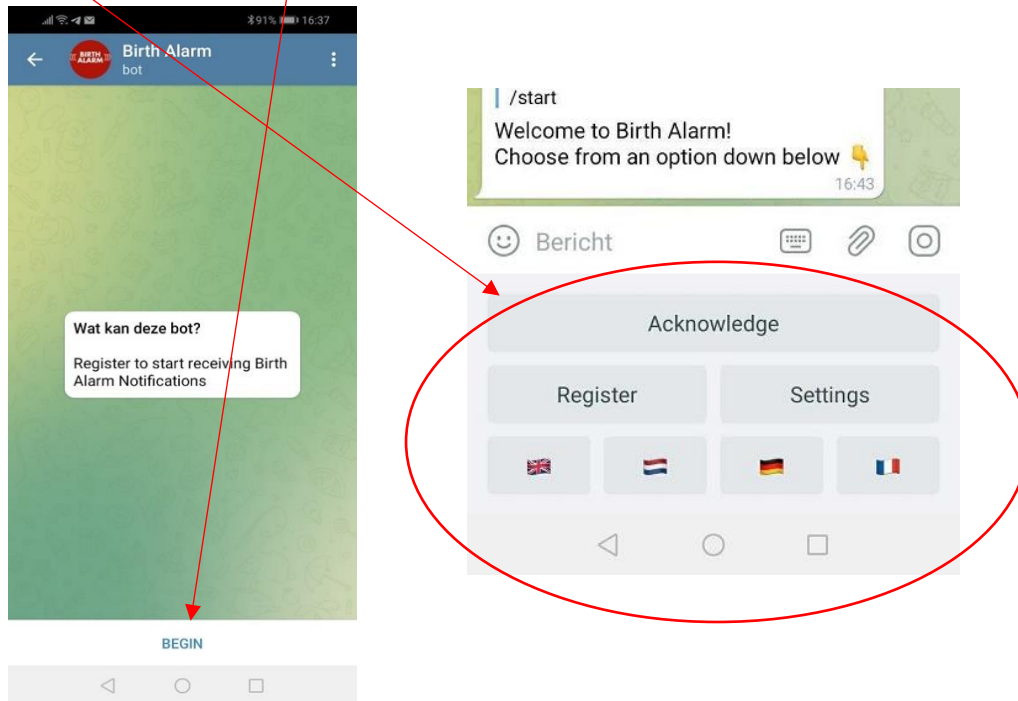 91% 16:37
BIRTH
ALARM
Birth Alarm
bot
Wat kan deze bot?
Register to start receiving Birth
Alarm Notifications
BEGIN
/start
Welcome to Birth Alarm!
Choose from an option down below 👇
16:43
Bericht
Acknowledge
Register Settings